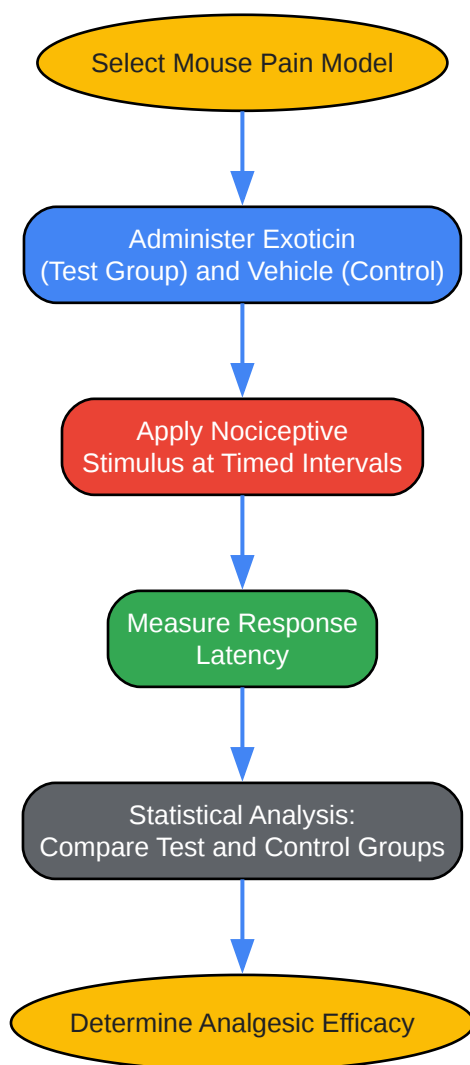 Select Mouse Pain Model
Administer Exoticin
(Test Group) and Vehicle (Control)
Apply Nociceptive
Stimulus at Timed Intervals
Measure Response
Latency
Statistical Analysis:
Compare Test and Control Groups
Determine Analgesic Efficacy